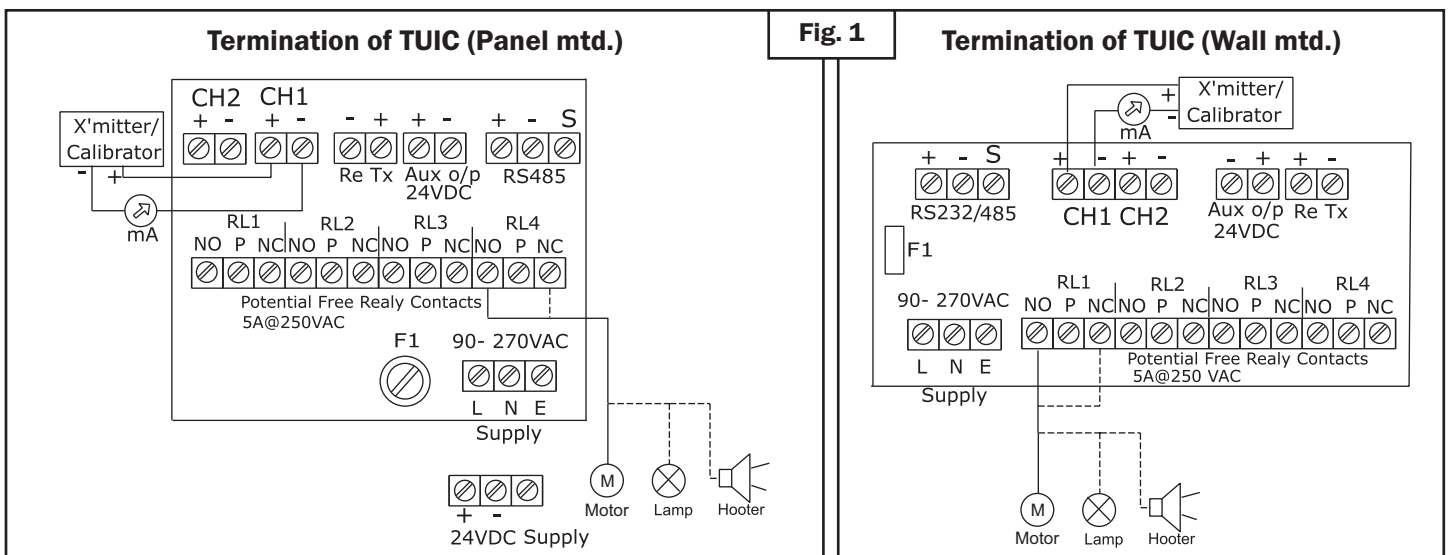 Fig. 1
Termination of TUIC (Panel mtd.)
CH2 CH1
+ - + - - + + - + - S
X'mitter/
Calibrator
- +
mA
Re Tx Aux o/p RS485
24VDC
RL1 RL2 RL3 RL4
NO P NC NO P NC NO P NC NO P NC
Potential Free Realy Contacts
5A@250VAC
F1 90- 270VAC
L N E
Supply
+ -
24VDC Supply
M
Motor Lamp Hooter
Termination of TUIC (Wall mtd.)
X'mitter/
Calibrator
+
-
mA
+ - S + - + - - + + -
RS232/485 CH1 CH2 Aux o/p Re Tx
24VDC
F1
90- 270VAC
RL1 RL2 RL3 RL4
NO P NC NO P NC NO P NC NO P NC
Potential Free Realy Contacts
5A@250 VAC
L N E
Supply
M
Motor Lamp Hooter